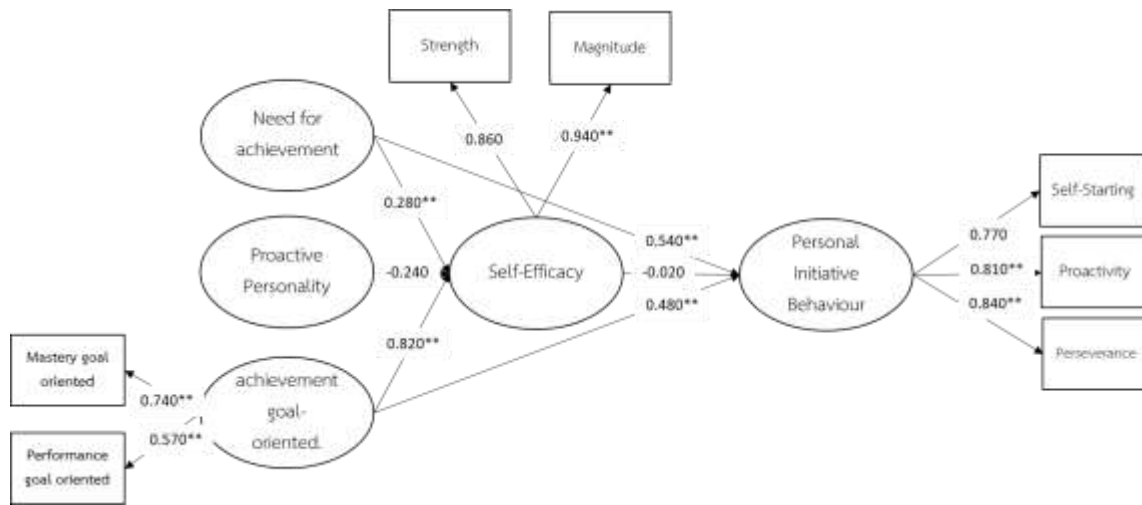 Strength
Magnitude
Need for
achievement
0.860
0.940**
Self-Starting
0.280**
0.540**
Personal
Initiative
Behaviour
0.770
Proactive
Personality
-0.240
Self-Efficacy
-0.020
0.810**
Proactivity
0.480**
0.840**
0.820**
Perseverance
Mastery goal
oriented
achievement
goal-
oriented.
0.740**
0.570**
Performance
goal oriented